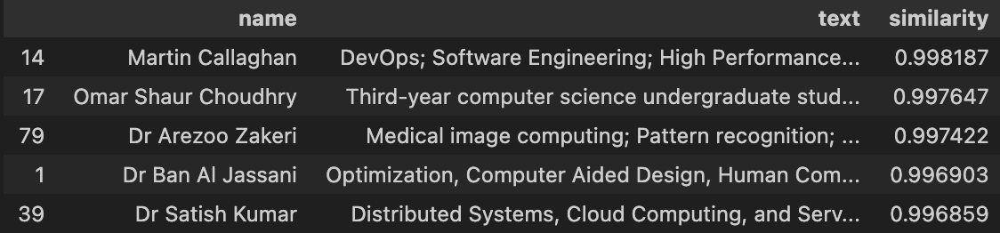 name text similarity
14 Martin Callaghan DevOps; Software Engineering; High Performance... 0.998187
17 Omar Shaur Choudhry Third-year computer science undergraduate stud... 0.997647
79 Dr Arezoo Zakeri Medical image computing; Pattern recognition; ... 0.997422
1 Dr Ban Al Jassani Optimization, Computer Aided Design, Human Com... 0.996903
39 Dr Satish Kumar Distributed Systems, Cloud Computing, and Serv... 0.996859